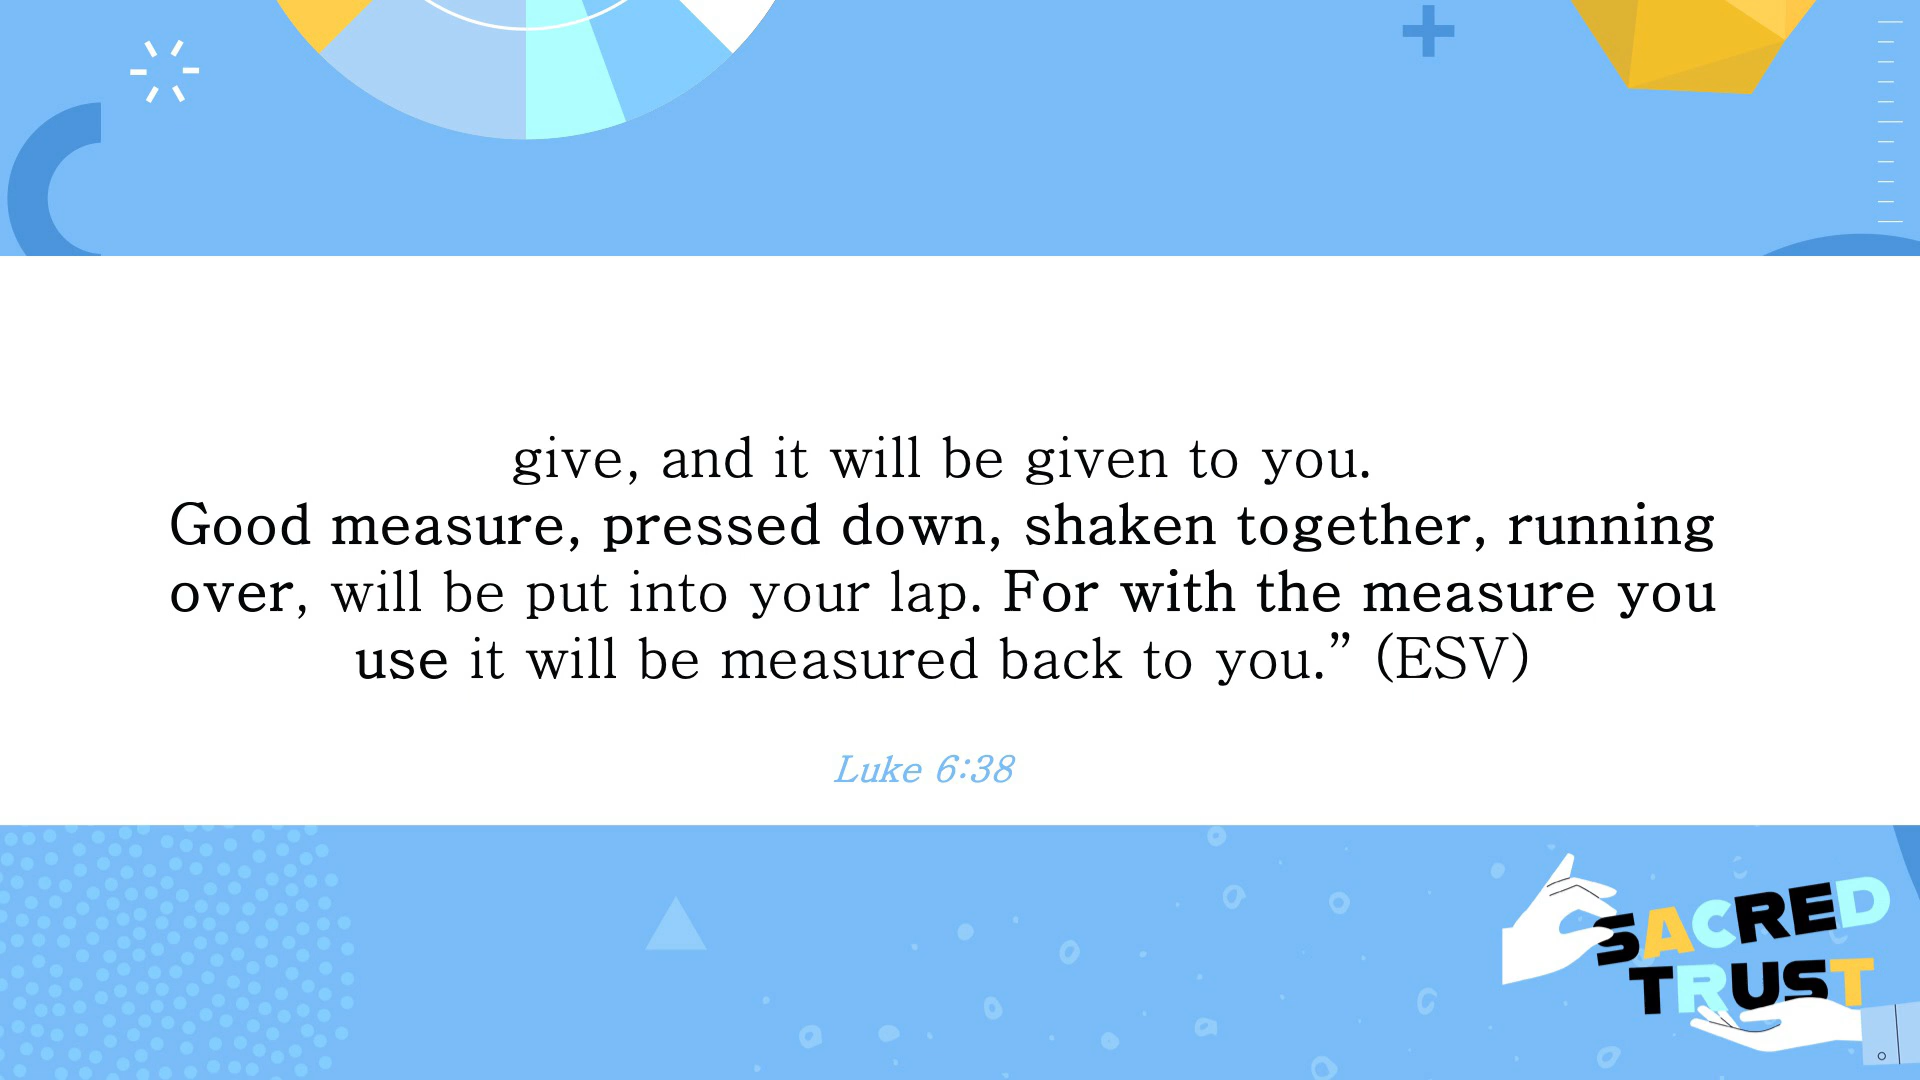 give, and it will be given to you.
Good measure, pressed down, shaken together, running
over, will be put into your lap. For with the measure you
use it will be measured back to you.” (ESV)
Luke 6:38
SACRED
TRUST